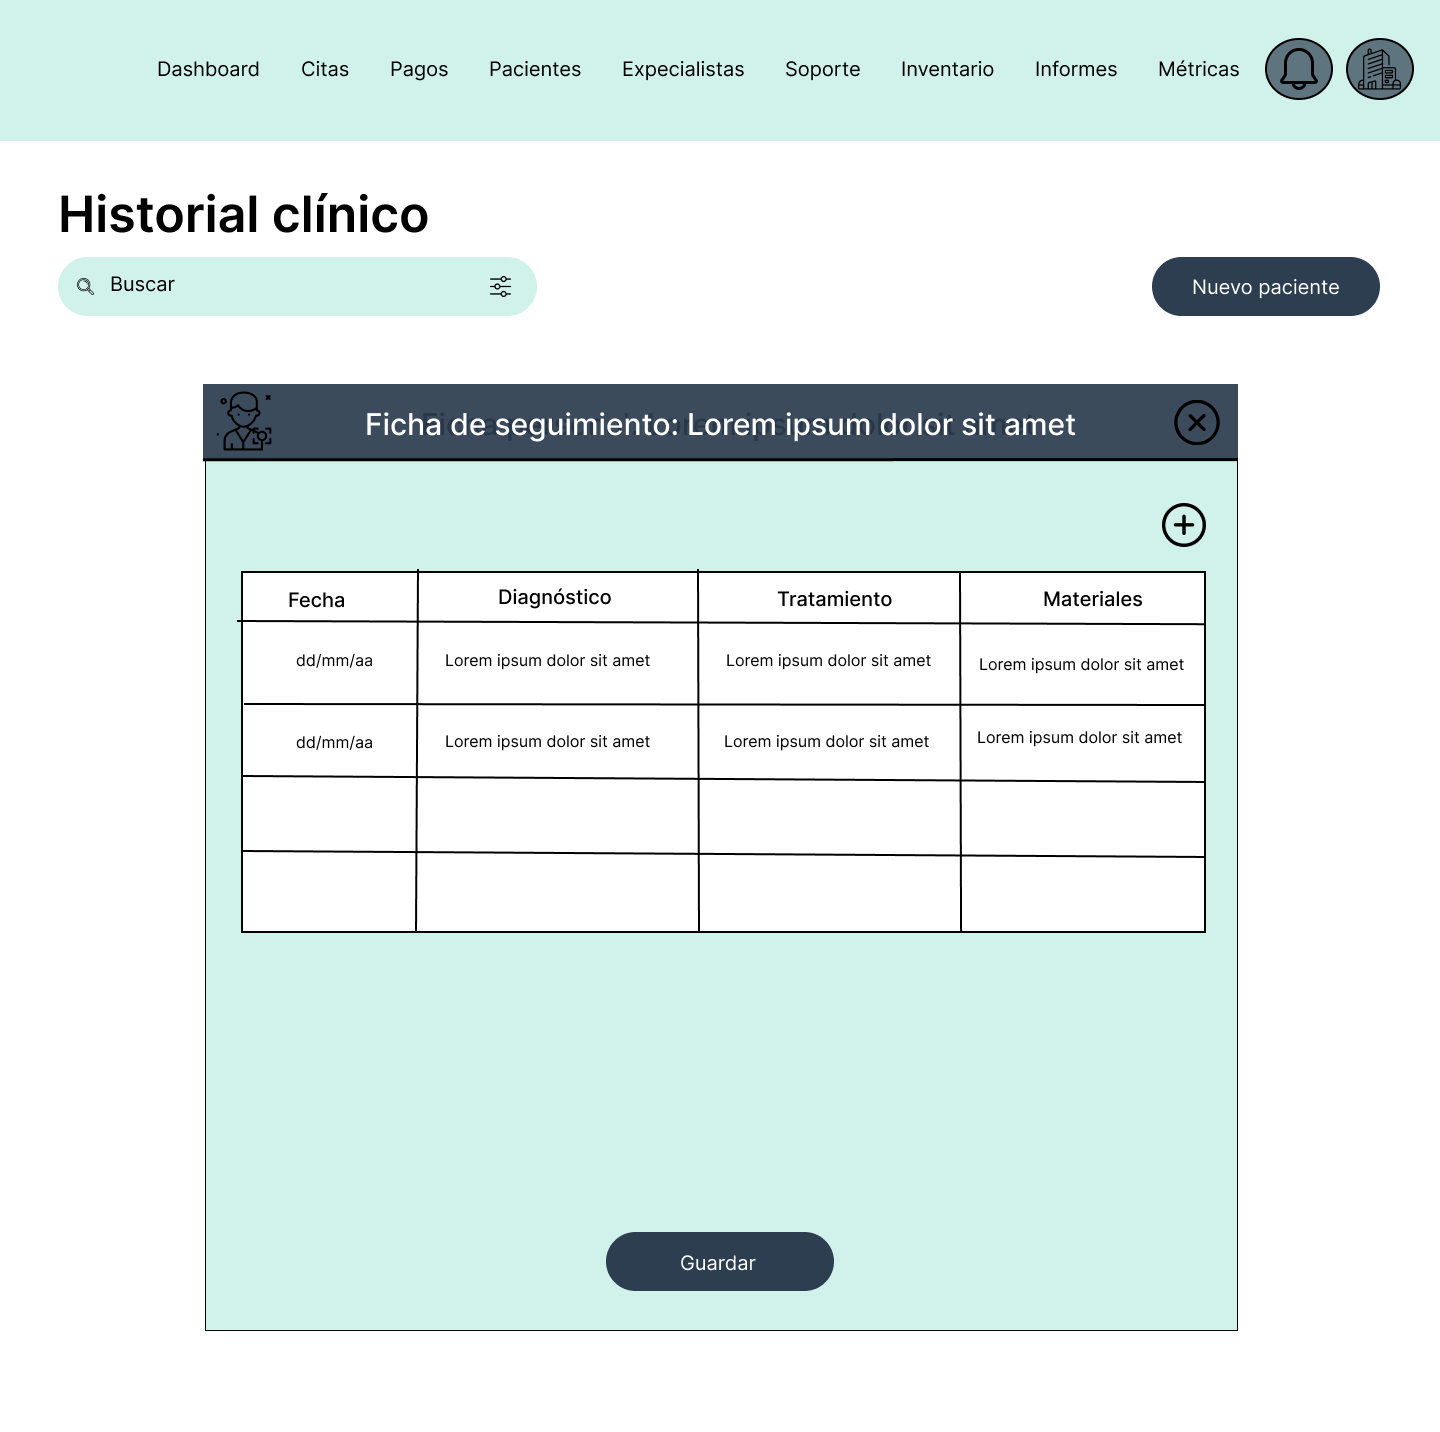 Dashboard Citas Pagos Pacientes Expecialistas Soporte Inventario Informes Métricas
Historial clínico
Buscar
Nuevo paciente
Ficha de seguimiento: Lorem ipsum dolor sit amet
Fecha Diagnóstico Tratamiento Materiales
dd/mm/aa Lorem ipsum dolor sit amet Lorem ipsum dolor sit amet Lorem ipsum dolor sit amet
dd/mm/aa Lorem ipsum dolor sit amet Lorem ipsum dolor sit amet Lorem ipsum dolor sit amet
Guardar